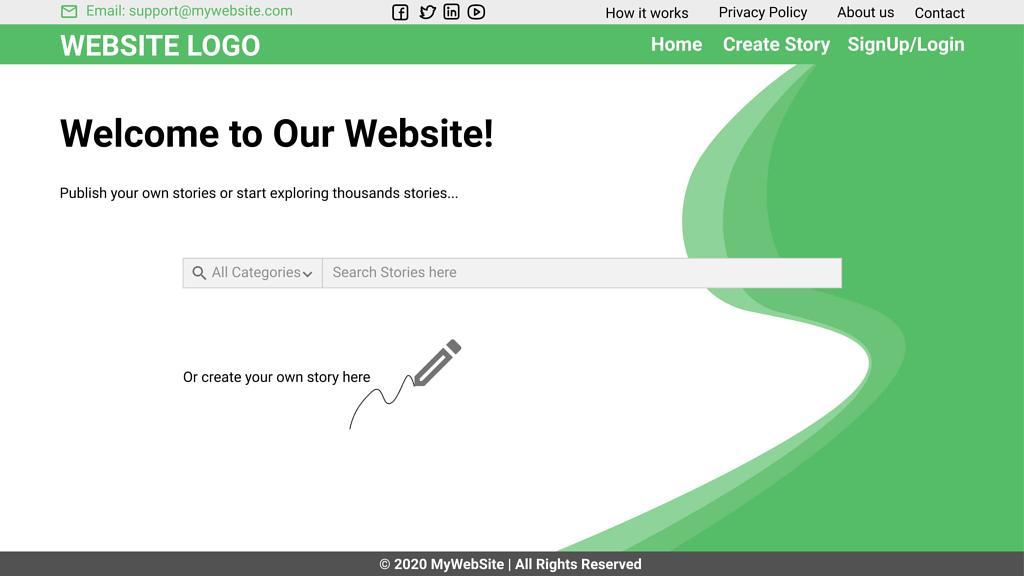 Email: support@mywebsite.com
How it works
Privacy Policy
About us
Contact
WEBSITE LOGO
Home
Create Story
SignUp/Login
Welcome to Our Website!
Publish your own stories or start exploring thousands stories...
All Categories
Search Stories here
Or create your own story here
© 2020 MyWebSite | All Rights Reserved